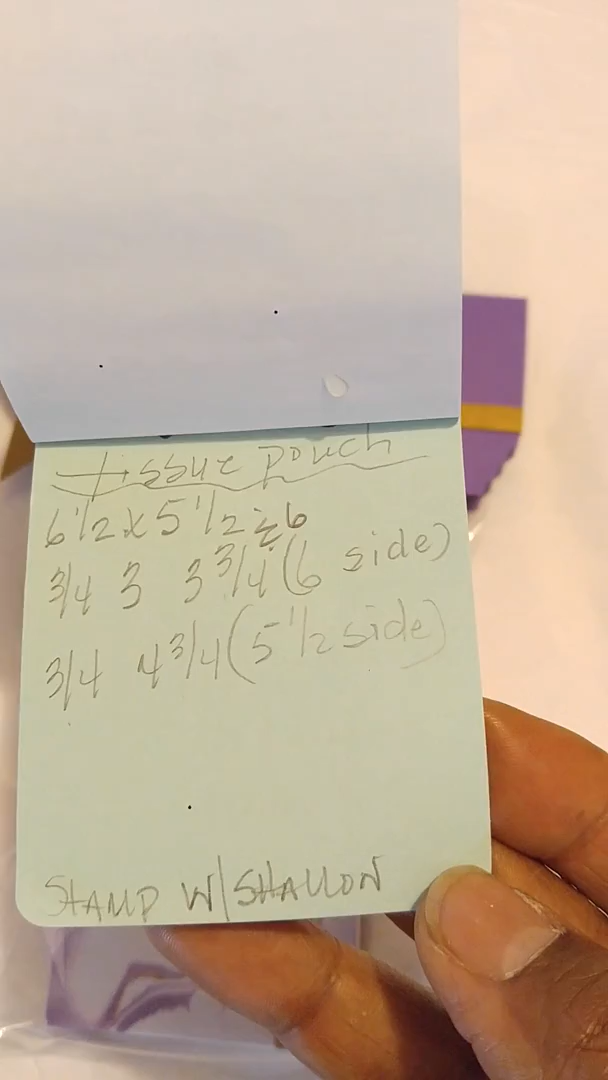 tissue pouch
6 1/2 x 5 1/2 6
3/4 3 3 3/4 (6 side)
3/4 4 3/4 (5 1/2 side)
STAMP W/ SHALLON